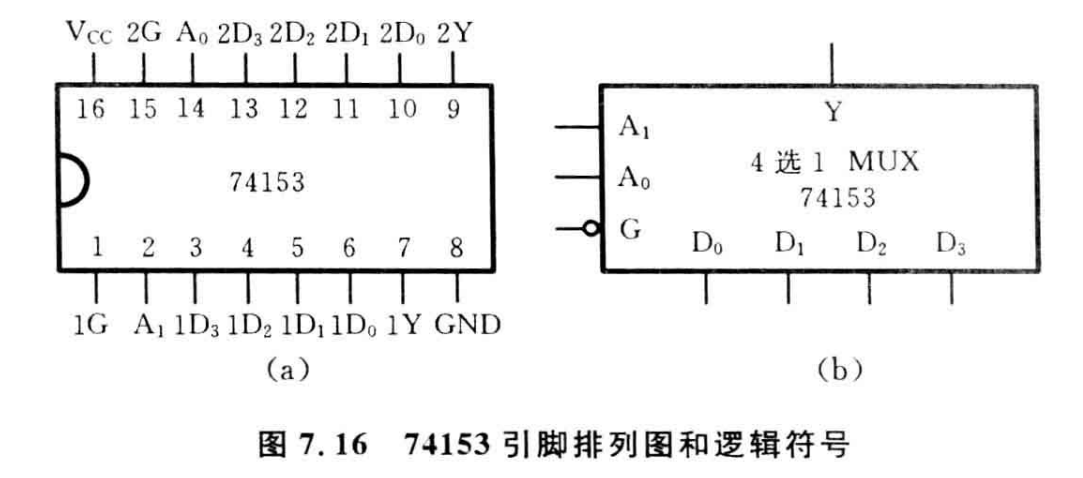 V_CC 2G A₀ 2D₃ 2D₂ 2D₁ 2D₀ 2Y
16 15 14 13 12 11 10 9
74153
1 2 3 4 5 6 7 8
1G A₁ 1D₃ 1D₂ 1D₁ 1D₀ 1Y GND
(a)
Y
A₁
4 选 1 MUX
A₀
74153
G
D₀ D₁ D₂ D₃
(b)
图 7.16 74153 引脚排列图和逻辑符号